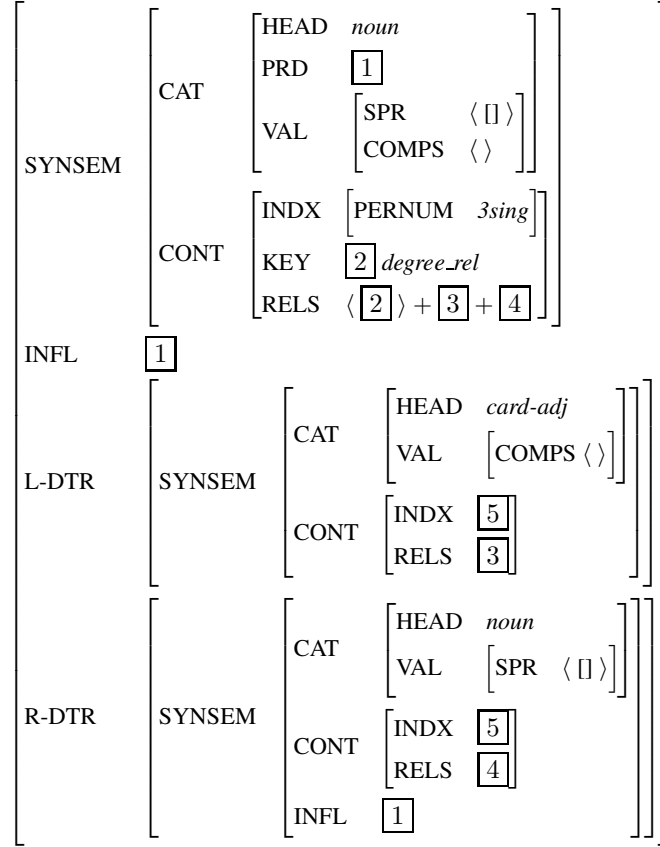 HEAD noun
PRD 1
CAT
VAL
SPR ⟨ [] ⟩
COMPS ⟨ ⟩
SYNSEM
INDX [PERNUM 3sing]
CONT
KEY 2 degree_rel
RELS ⟨ 2 ⟩ + 3 + 4
INFL 1
HEAD card-adj
CAT
VAL [COMPS ⟨ ⟩]
L-DTR SYNSEM
INDX 5
CONT
RELS 3
HEAD noun
CAT
VAL [SPR ⟨ [] ⟩]
R-DTR SYNSEM
INDX 5
CONT
RELS 4
INFL 1